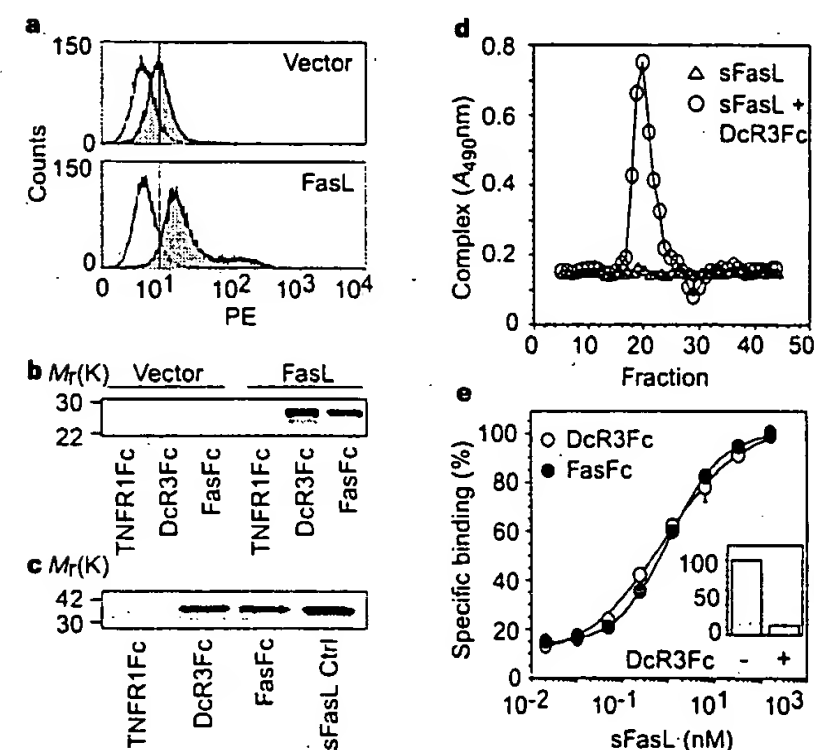 a
150
Vector
0
150
FasL
0
Counts
0 10¹ 10² 10³ 10⁴
PE
b Mr(K) Vector FasL
30
22
TNFR1Fc DcR3Fc FasFc TNFR1Fc DcR3Fc FasFc
c Mr(K)
42
30
TNFR1Fc DcR3Fc FasFc sFasL Ctrl
d
0.8
0.6
0.4
0.2
0
Complex (A₄₉₀nm)
sFasL
sFasL +
DcR3Fc
0 10 20 30 40 50
Fraction
e
100
80
60
40
20
0
Specific binding (%)
DcR3Fc
FasFc
100
50
0
DcR3Fc - +
10⁻² 10⁻¹ 10¹ 10³
sFasL (nM)